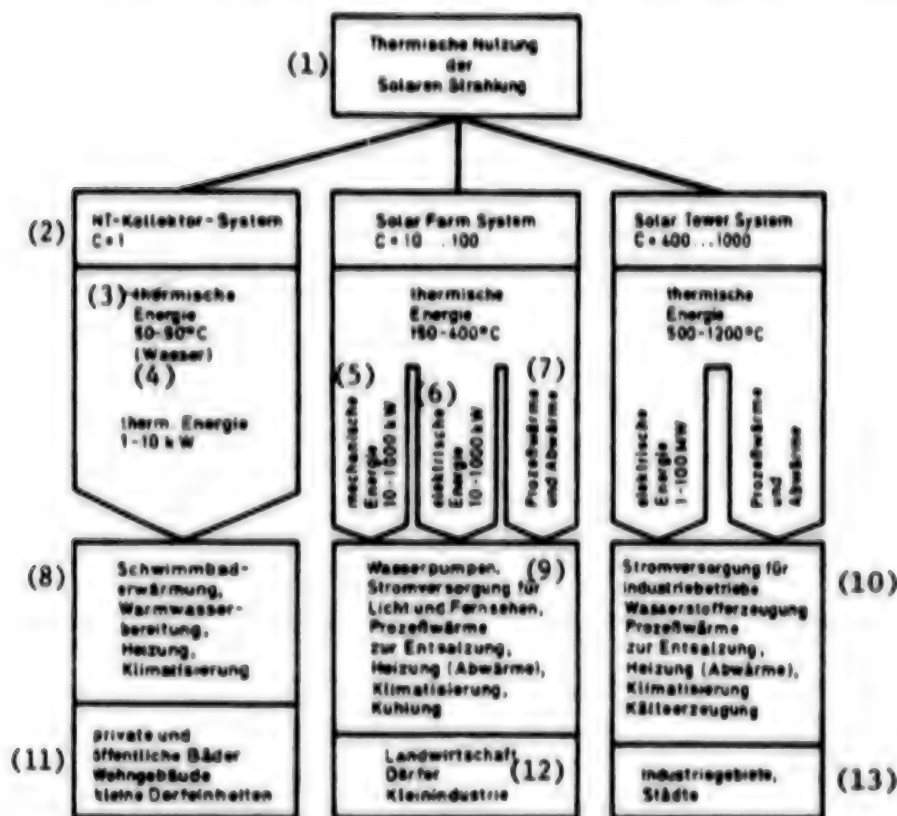 (1)
Thermische Nutzung
der
Solaren Strahlung
(2)
NT-Kollektor-System
C = 1
(3)
thermische
Energie
50-90°C
(Wasser)
(4)
therm. Energie
1-10 kW
(8)
Schwimmbad-
erwärmung,
Warmwasser-
bereitung,
Heizung,
Klimatisierung
(11)
private und
öffentliche Bäder
Wohngebäude
kleine Dorfeinheiten
Solar Farm System
C = 10 ...100
thermische
Energie
150-400°C
(5)
mechanische
Energie
10-1000 kW
(6)
elektrische
Energie
10-1000 kW
(7)
Prozeßwärme
und Abwärme
Wasserpumpen,
(9)
Stromversorgung für
Licht und Fernsehen,
Prozeßwärme
zur Entsalzung,
Heizung (Abwärme),
Klimatisierung,
Kühlung
Landwirtschaft
Dörfer
(12)
Kleinindustrie
Solar Tower System
C = 400...1000
thermische
Energie
500-1200°C
elektrische
Energie
1-100 MW
Prozeßwärme
und
Abwärme
Stromversorgung für
Industriebetriebe
(10)
Wasserstofferzeugung
Prozeßwärme
zur Entsalzung,
Heizung (Abwärme),
Klimatisierung
Kälteerzeugung
Industriegebiete,
Städte
(13)